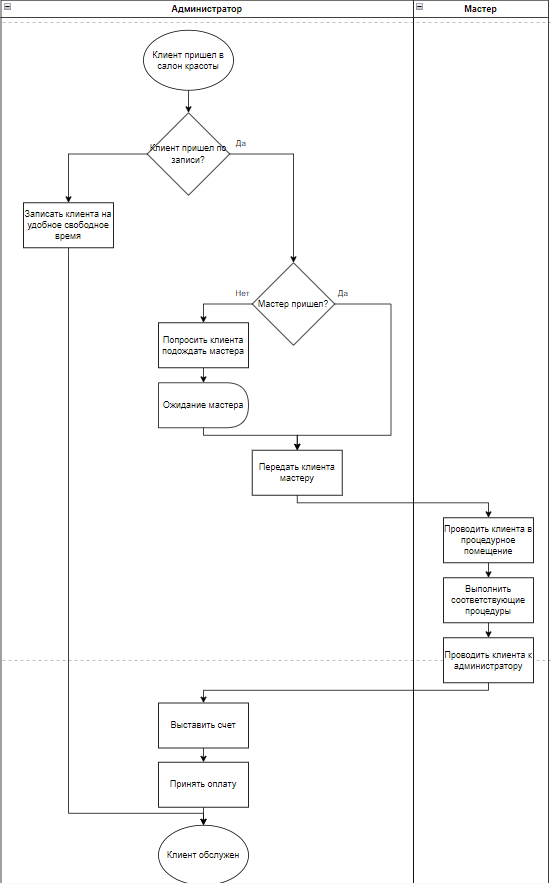 Администратор
Мастер
Клиент пришел в
салон красоты
Клиент пришел по
записи?
Да
Записать клиента на
удобное свободное
время
Мастер пришел?
Нет
Да
Попросить клиента
подождать мастера
Ожидание мастера
Передать клиента
мастеру
Проводить клиента в
процедурное
помещение
Выполнить
соответствующие
процедуры
Проводить клиента к
администратору
Выставить счет
Принять оплату
Клиент обслужен